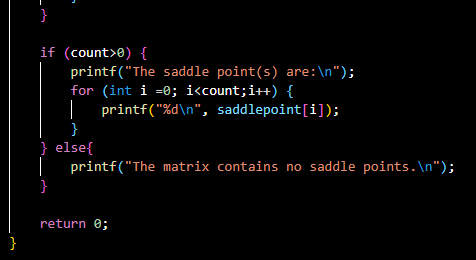 }
if (count>0) {
printf("The saddle point(s) are:\n");
for (int i =0; i<count;i++) {
printf("%d\n", saddlepoint[i]);
}
} else{
printf("The matrix contains no saddle points.\n");
}
return 0;
}